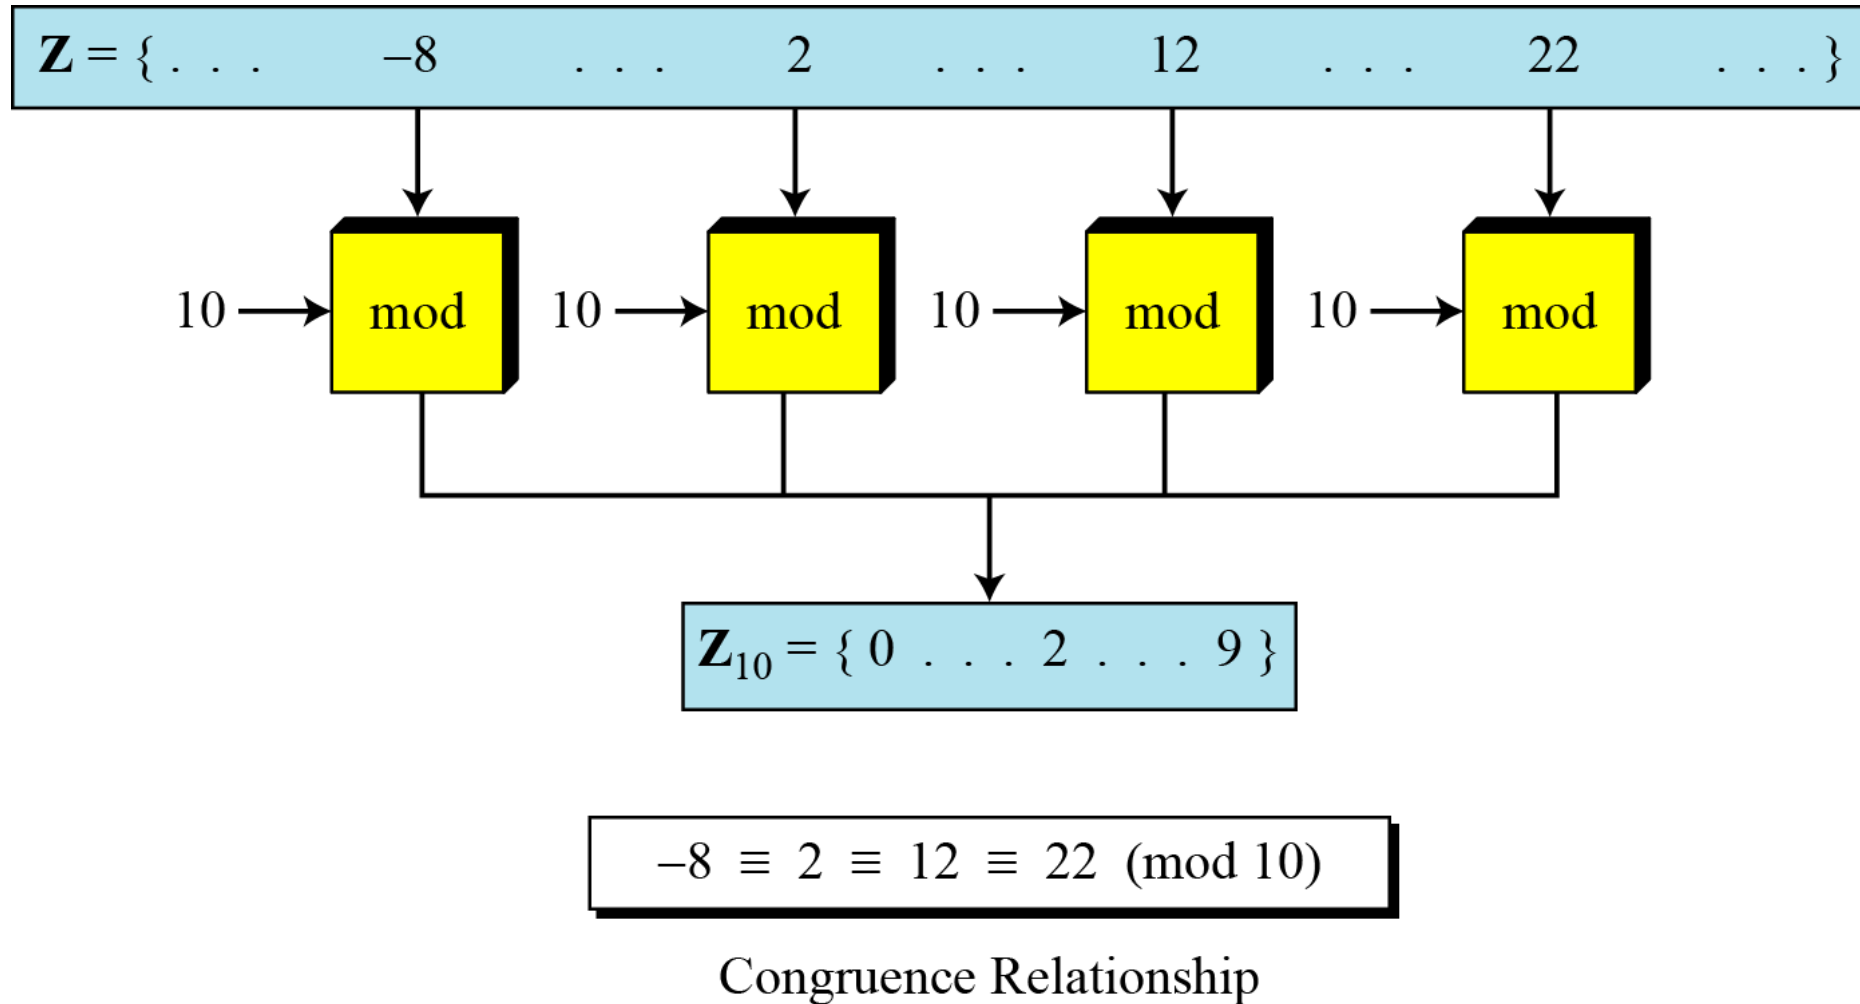 Z = { . . . –8 . . . 2 . . . 12 . . . 22 . . . }
10 mod 10 mod 10 mod 10 mod
Z10 = { 0 . . . 2 . . . 9 }
–8 ≡ 2 ≡ 12 ≡ 22 (mod 10)
Congruence Relationship